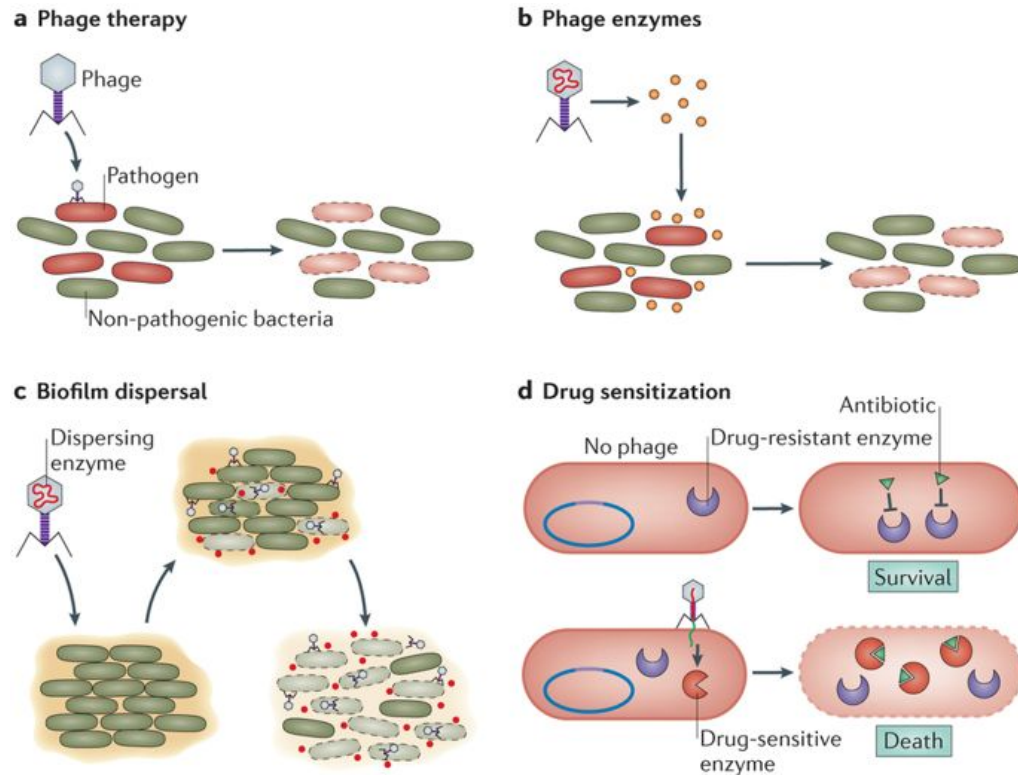 a Phage therapy
Phage
Pathogen
Non-pathogenic bacteria
b Phage enzymes
c Biofilm dispersal
Dispersing
enzyme
d Drug sensitization
Antibiotic
No phage
Drug-resistant enzyme
Survival
Drug-sensitive
enzyme
Death